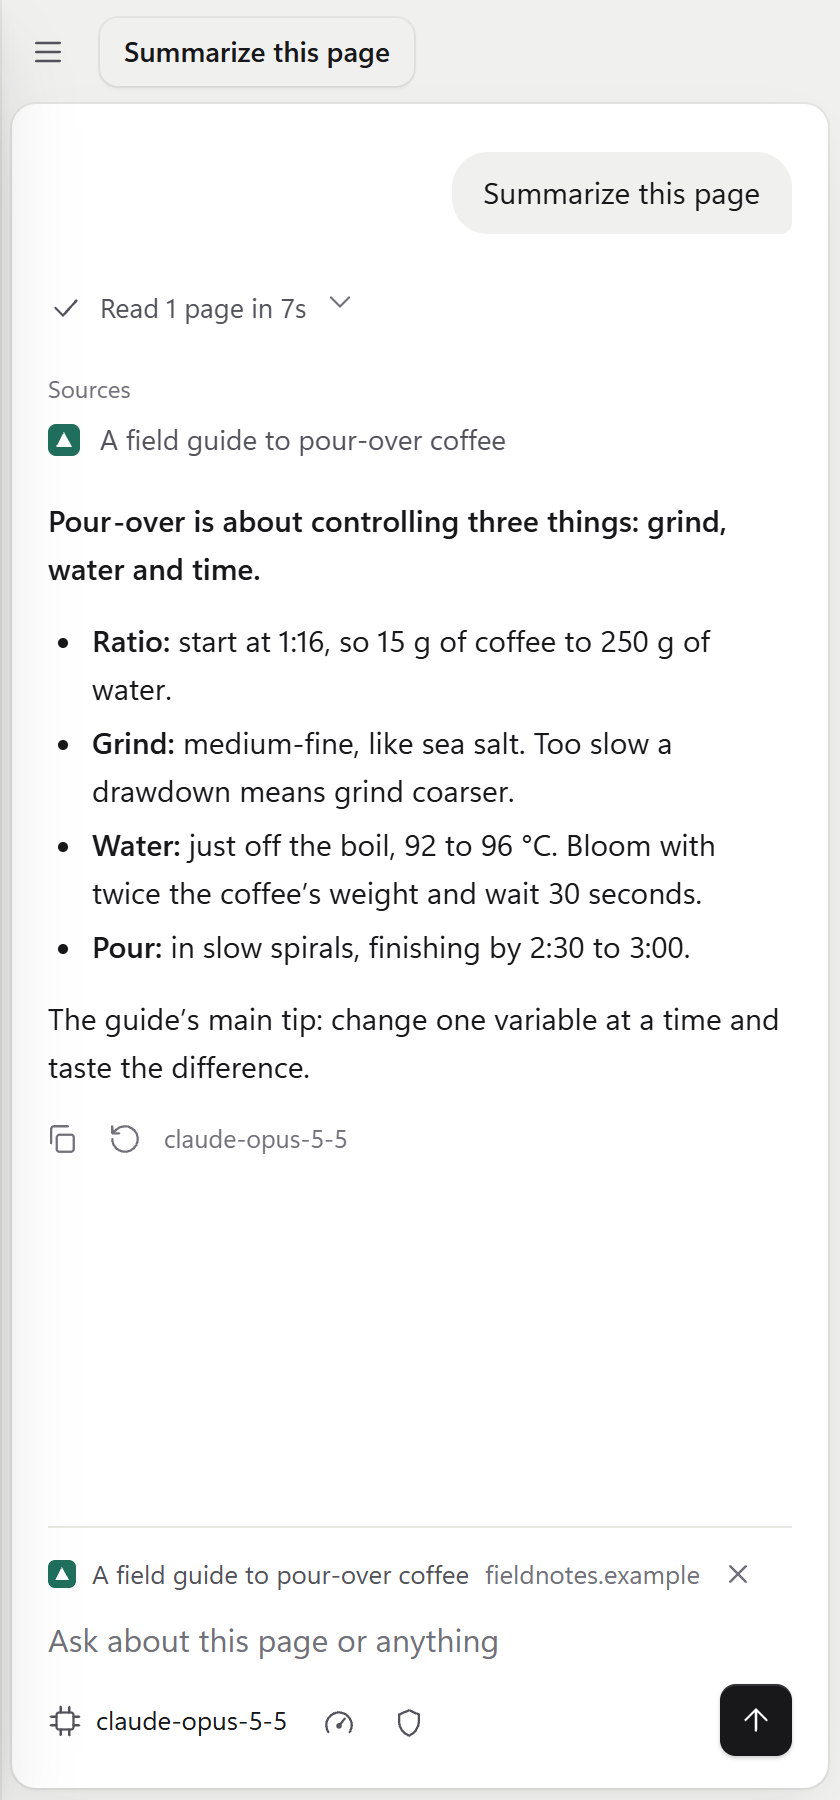 Summarize this page
Summarize this page
Read 1 page in 7s
Sources
A field guide to pour-over coffee
Pour-over is about controlling three things: grind,
water and time.
• Ratio: start at 1:16, so 15 g of coffee to 250 g of
water.
• Grind: medium-fine, like sea salt. Too slow a
drawdown means grind coarser.
• Water: just off the boil, 92 to 96 °C. Bloom with
twice the coffee’s weight and wait 30 seconds.
• Pour: in slow spirals, finishing by 2:30 to 3:00.
The guide’s main tip: change one variable at a time and
taste the difference.
claude-opus-5-5
A field guide to pour-over coffee fieldnotes.example
Ask about this page or anything
claude-opus-5-5